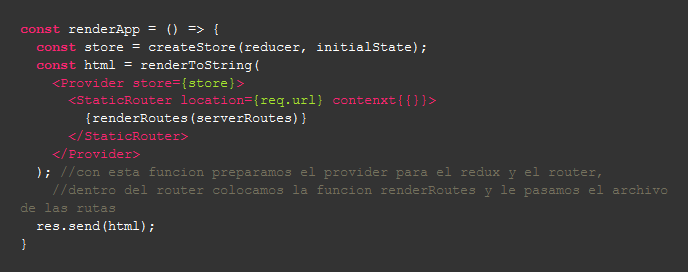 const renderApp = () => {
  const store = createStore(reducer, initialState);
  const html = renderToString(
    <Provider store={store}>
      <StaticRouter location={req.url} contenxt{[]}>
        {renderRoutes(serverRoutes)}
      </StaticRouter>
    </Provider>
  ); //con esta funcion preparamos el provider para el redux y el router,
    //dentro del router colocamos la funcion renderRoutes y le pasamos el archivo
de las rutas
  res.send(html);
}